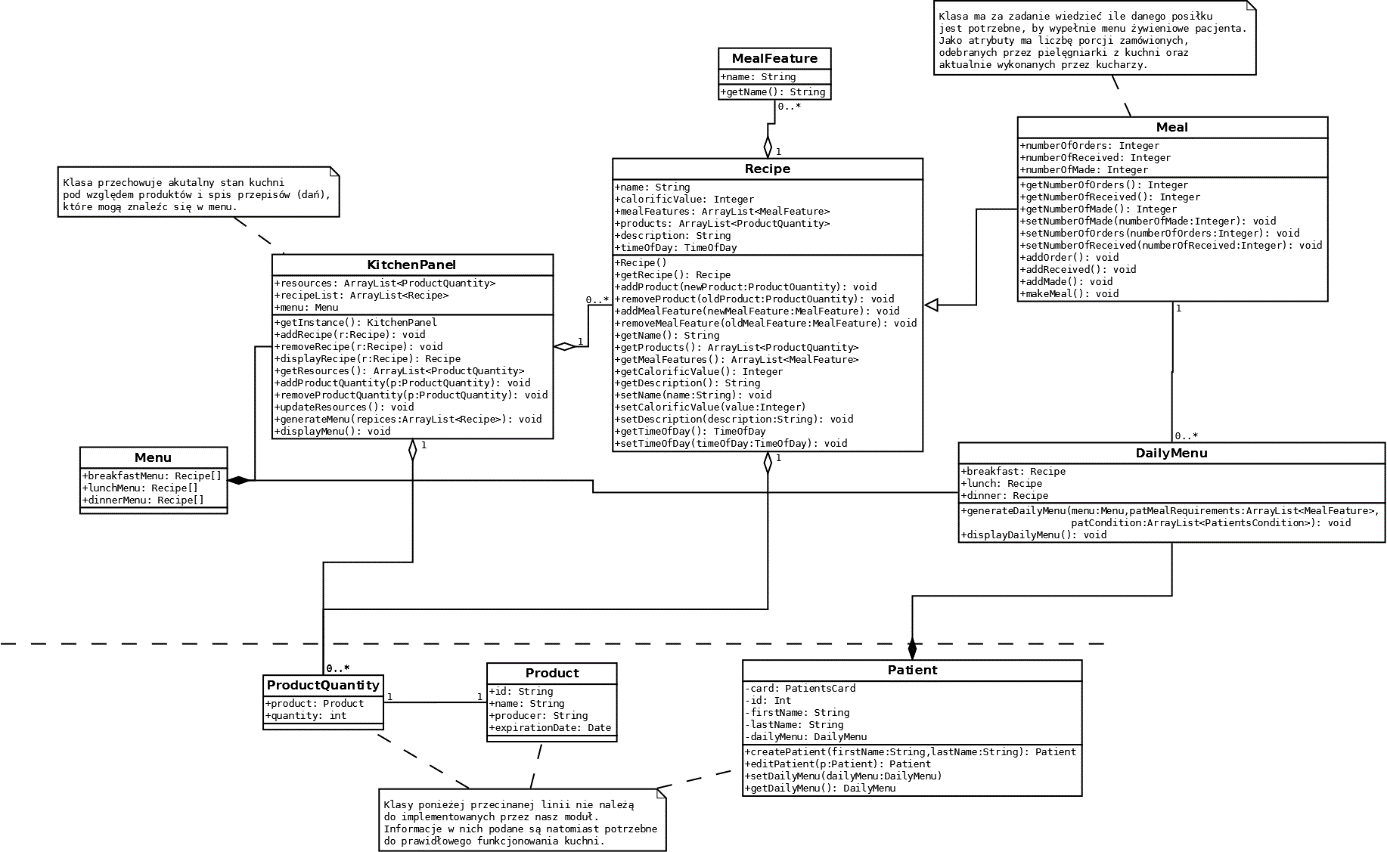 Klasa ma za zadanie wiedzieć ile danego posiłku
jest potrzebne, by wypełnie menu żywieniowe pacjenta.
Jako atrybuty ma liczbę porcji zamówionych,
odebranych przez pielęgniarki z kuchni oraz
aktualnie wykonanych przez kucharzy.
MealFeature
+name: String
+getName(): String
0..*
1
Meal
+numberOfOrders: Integer
+numberOfReceived: Integer
+numberOfMade: Integer
+getNumberOfOrders(): Integer
+getNumberOfReceived(): Integer
+getNumberOfMade(): Integer
+setNumberOfMade(numberOfMade:Integer): void
+setNumberOfOrders(numberOfOrders:Integer): void
+setNumberOfReceived(numberOfReceived:Integer): void
+addOrder(): void
+addReceived(): void
+addMade(): void
+makeMeal(): void
1
Recipe
+name: String
+calorificValue: Integer
+mealFeatures: ArrayList<MealFeature>
+products: ArrayList<ProductQuantity>
+description: String
+timeOfDay: TimeOfDay
+Recipe()
+getRecipe(): Recipe
+addProduct(newProduct:ProductQuantity): void
+removeProduct(oldProduct:ProductQuantity): void
+addMealFeature(newMealFeature:MealFeature): void
+removeMealFeature(oldMealFeature:MealFeature): void
+getName(): String
+getProducts(): ArrayList<ProductQuantity>
+getMealFeatures(): ArrayList<MealFeature>
+getCalorificValue(): Integer
+getDescription(): String
+setName(name:String): void
+setCalorificValue(value:Integer)
+setDescription(description:String): void
+getTimeOfDay(): TimeOfDay
+setTimeOfDay(timeOfDay:TimeOfDay): void
0..*
1
1
Klasa przechowuje akutalny stan kuchni
pod względem produktów i spis przepisów (dań),
które mogą znaleźc się w menu.
KitchenPanel
+resources: ArrayList<ProductQuantity>
+recipeList: ArrayList<Recipe>
+menu: Menu
+getInstance(): KitchenPanel
+addRecipe(r:Recipe): void
+removeRecipe(r:Recipe): void
+displayRecipe(r:Recipe): Recipe
+getResources(): ArrayList<ProductQuantity>
+addProductQuantity(p:ProductQuantity): void
+removeProductQuantity(p:ProductQuantity): void
+updateResources(): void
+generateMenu(repices:ArrayList<Recipe>): void
+displayMenu(): void
1
Menu
+breakfastMenu: Recipe[]
+lunchMenu: Recipe[]
+dinnerMenu: Recipe[]
0..*
DailyMenu
+breakfast: Recipe
+lunch: Recipe
+dinner: Recipe
+generateDailyMenu(menu:Menu,patMealRequirements:ArrayList<MealFeature>,
patCondition:ArrayList<PatientsCondition>): void
+displayDailyMenu(): void
0..*
ProductQuantity
+product: Product
+quantity: int
1
1
Product
+id: String
+name: String
+producer: String
+expirationDate: Date
Patient
-card: PatientsCard
-id: Int
-firstName: String
-lastName: String
-dailyMenu: DailyMenu
+createPatient(firstName:String,lastName:String): Patient
+editPatient(p:Patient): Patient
+setDailyMenu(dailyMenu:DailyMenu)
+getDailyMenu(): DailyMenu
Klasy ponieżej przecinanej linii nie należą
do implementowanych przez nasz moduł.
Informacje w nich podane są natomiast potrzebne
do prawidłowego funkcjonowania kuchni.